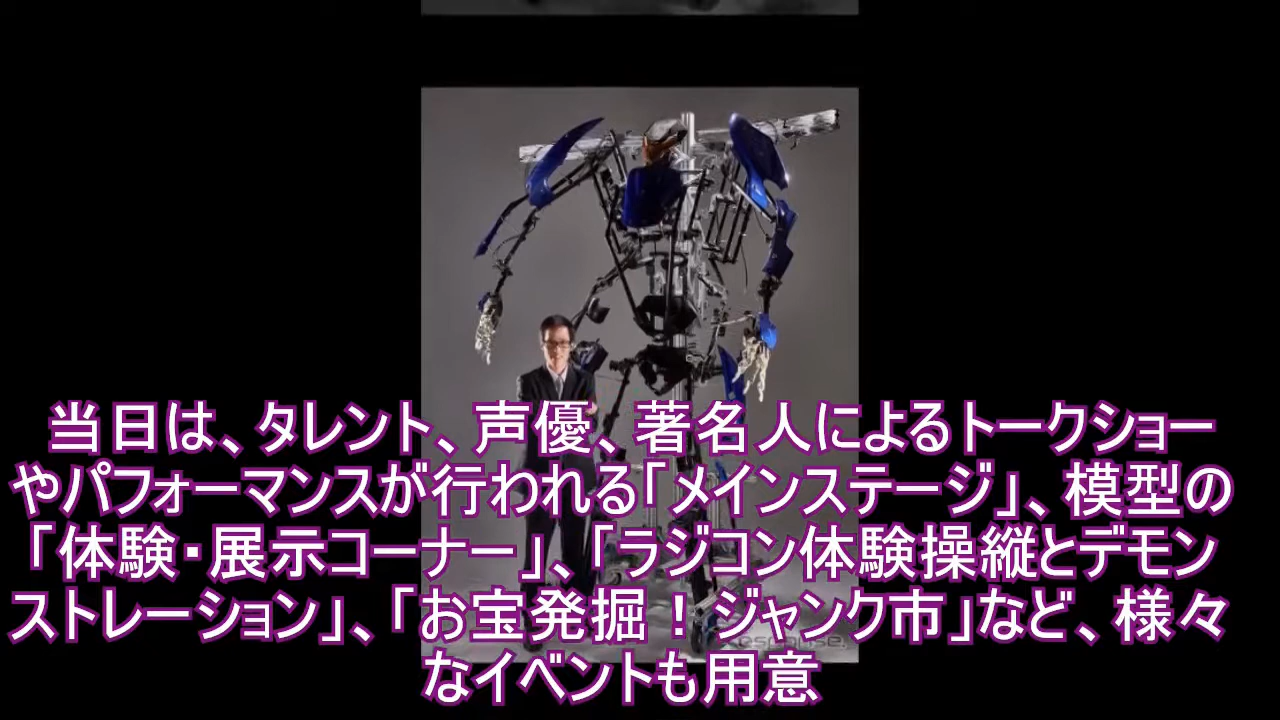 当日は、タレント、声優、著名人によるトークショー
やパフォーマンスが行われる「メインステージ」、模型の
「体験・展示コーナー」、「ラジコン体験操縦とデモン
ストレーション」、「お宝発掘！ジャンク市」など、様々
なイベントも用意
Response.